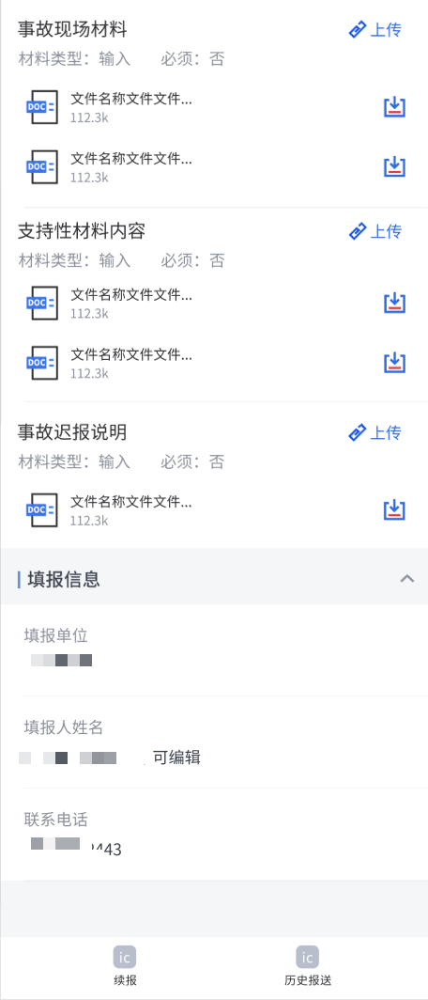 事故现场材料
上传
材料类型：输入 必须：否
DOC
文件名称文件文件...
112.3k
DOC
文件名称文件文件...
112.3k
支持性材料内容
上传
材料类型：输入 必须：否
DOC
文件名称文件文件...
112.3k
DOC
文件名称文件文件...
112.3k
事故迟报说明
上传
材料类型：输入 必须：否
DOC
文件名称文件文件...
112.3k
填报信息
填报单位
填报人姓名
可编辑
联系电话
443
ic
续报
ic
历史报送